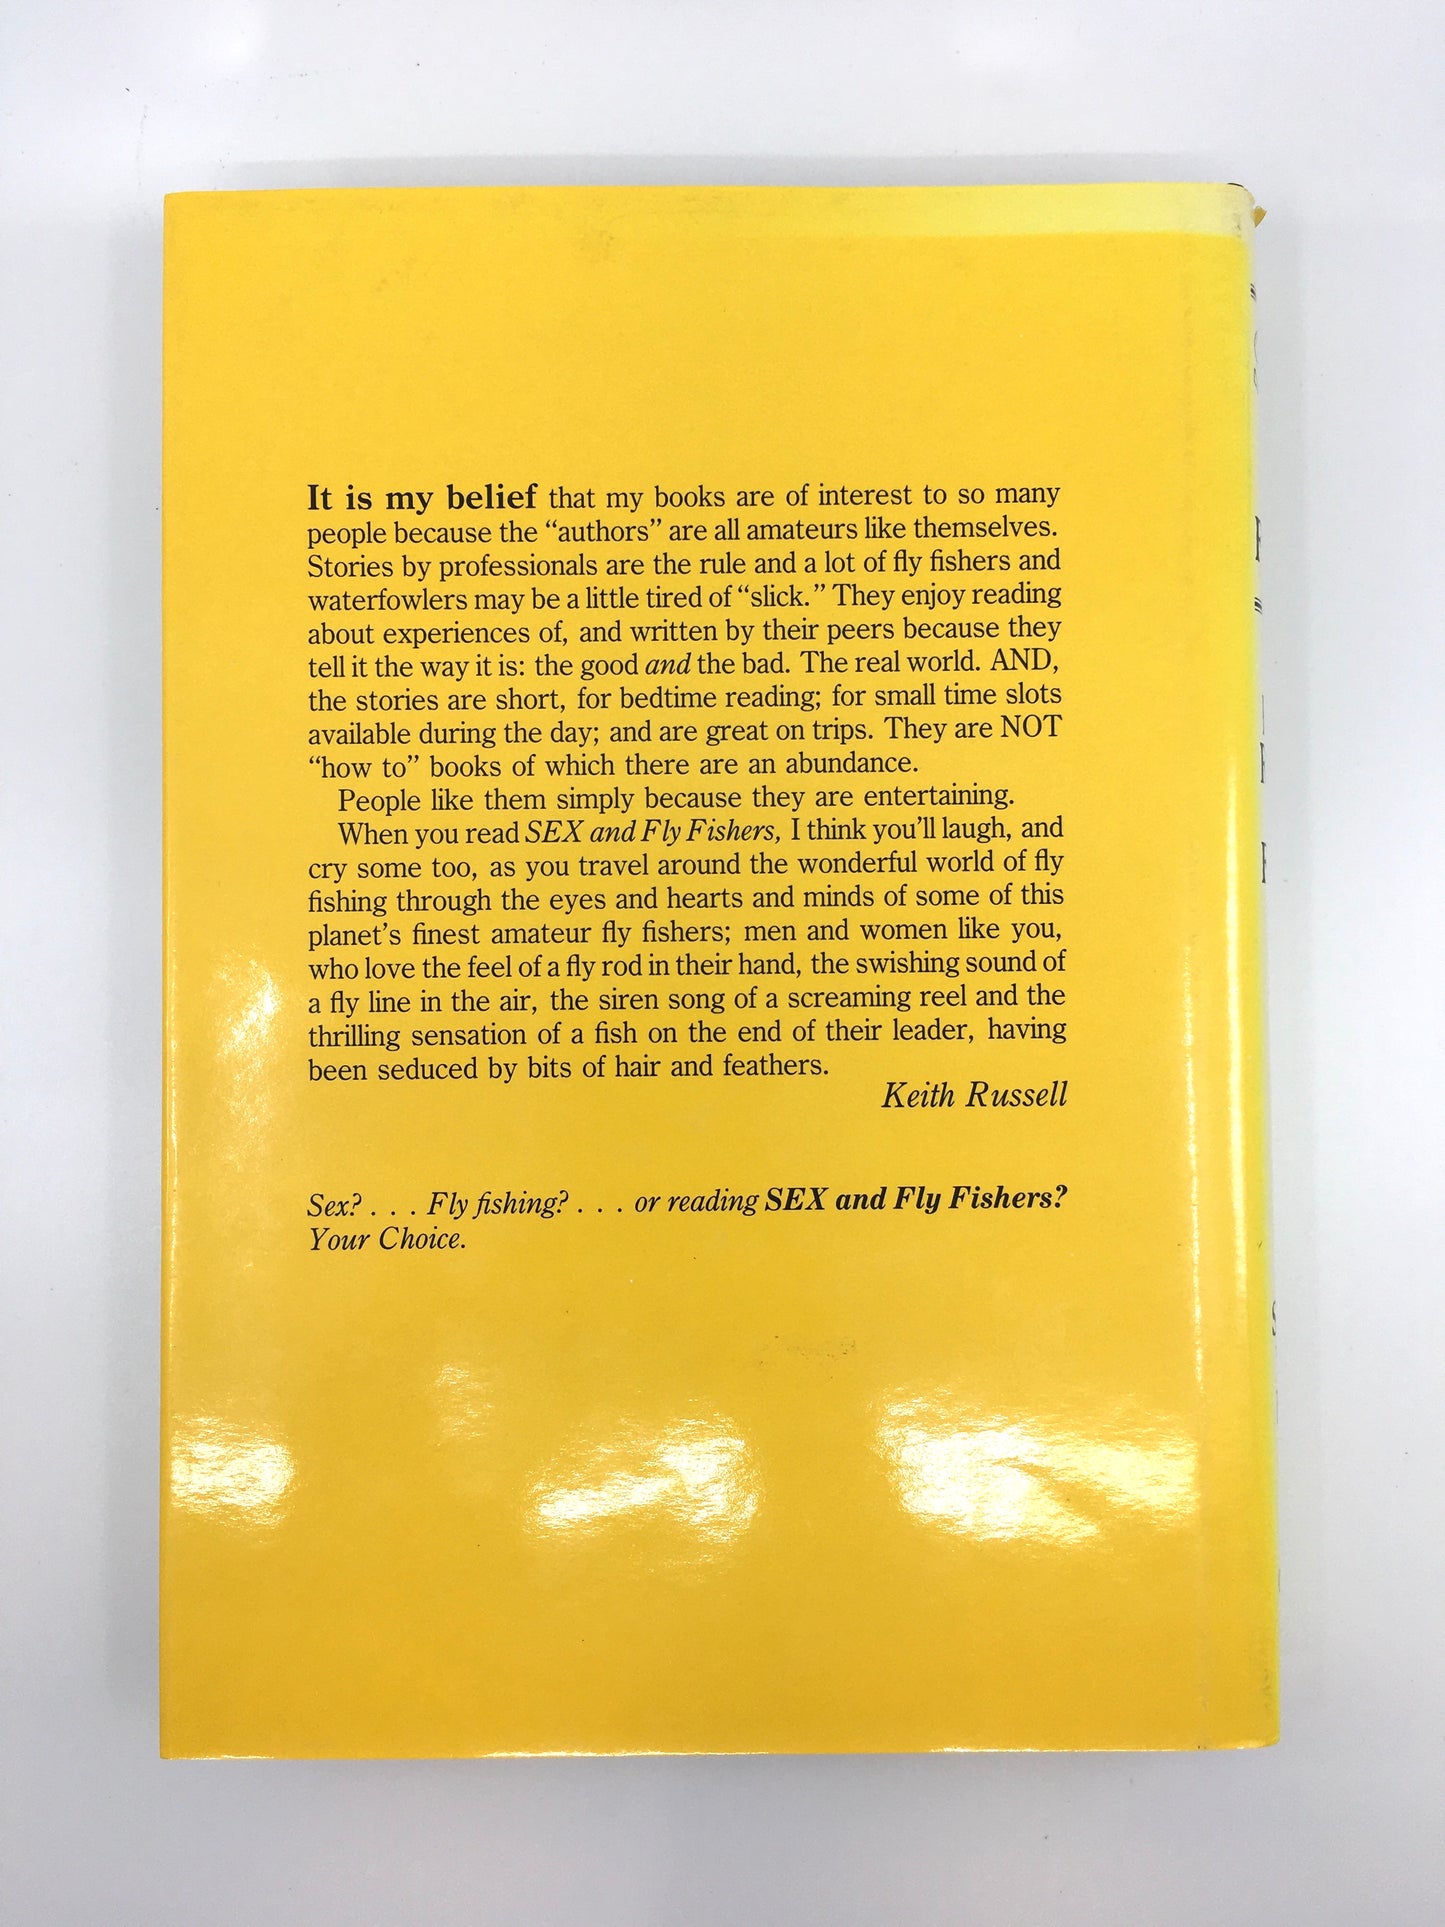 It is my belief that my books are of interest to so many
people because the “authors” are all amateurs like themselves.
Stories by professionals are the rule and a lot of fly fishers and
waterfowlers may be a little tired of “slick.” They enjoy reading
about experiences of, and written by their peers because they
tell it the way it is: the good and the bad. The real world. AND,
the stories are short, for bedtime reading; for small time slots
available during the day; and are great on trips. They are NOT
“how to” books of which there are an abundance.
People like them simply because they are entertaining.
When you read SEX and Fly Fishers, I think you’ll laugh, and
cry some too, as you travel around the wonderful world of fly
fishing through the eyes and hearts and minds of some of this
planet’s finest amateur fly fishers; men and women like you,
who love the feel of a fly rod in their hand, the swishing sound of
a fly line in the air, the siren song of a screaming reel and the
thrilling sensation of a fish on the end of their leader, having
been seduced by bits of hair and feathers.
Keith Russell
Sex? . . . Fly fishing? . . . or reading SEX and Fly Fishers?
Your Choice.